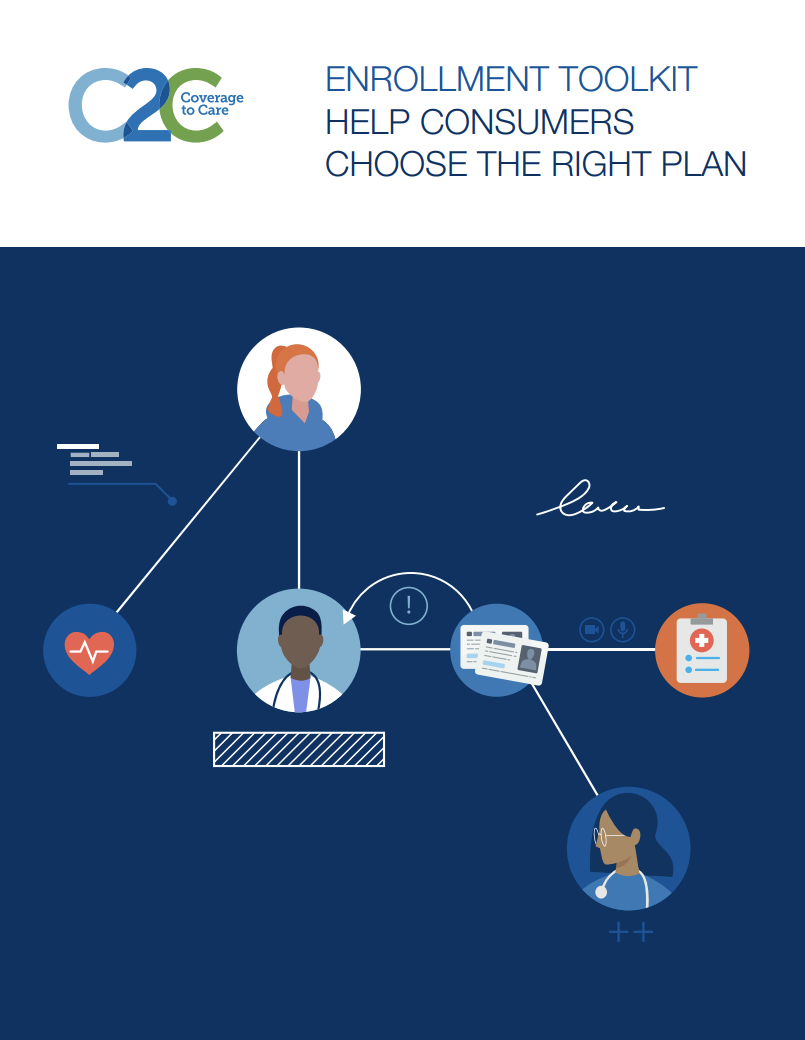 C2C
Coverage
to Care
ENROLLMENT TOOLKIT
HELP CONSUMERS
CHOOSE THE RIGHT PLAN
!